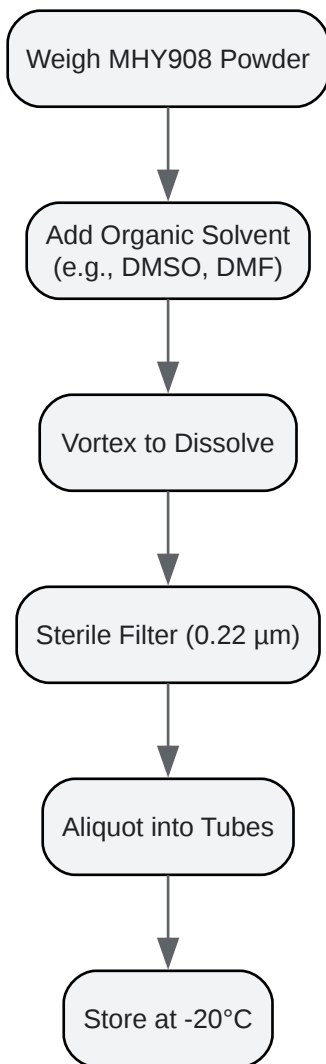 Weigh MHY908 Powder
Add Organic Solvent
(e.g., DMSO, DMF)
Vortex to Dissolve
Sterile Filter (0.22 µm)
Aliquot into Tubes
Store at -20°C